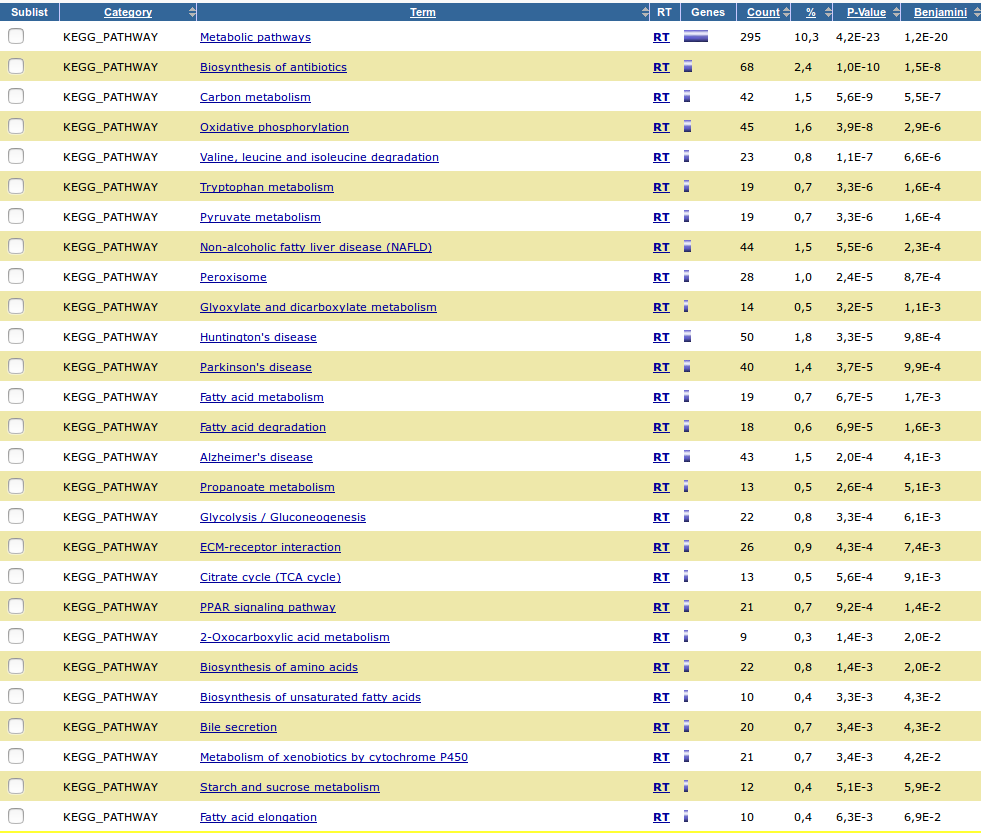 Sublist Category Term RT Genes Count % P-Value Benjamini
KEGG_PATHWAY Metabolic pathways RT 295 10,3 4,2E-23 1,2E-20
KEGG_PATHWAY Biosynthesis of antibiotics RT 68 2,4 1,0E-10 1,5E-8
KEGG_PATHWAY Carbon metabolism RT 42 1,5 5,6E-9 5,5E-7
KEGG_PATHWAY Oxidative phosphorylation RT 45 1,6 3,9E-8 2,9E-6
KEGG_PATHWAY Valine, leucine and isoleucine degradation RT 23 0,8 1,1E-7 6,6E-6
KEGG_PATHWAY Tryptophan metabolism RT 19 0,7 3,3E-6 1,6E-4
KEGG_PATHWAY Pyruvate metabolism RT 19 0,7 3,3E-6 1,6E-4
KEGG_PATHWAY Non-alcoholic fatty liver disease (NAFLD) RT 44 1,5 5,5E-6 2,3E-4
KEGG_PATHWAY Peroxisome RT 28 1,0 2,4E-5 8,7E-4
KEGG_PATHWAY Glyoxylate and dicarboxylate metabolism RT 14 0,5 3,2E-5 1,1E-3
KEGG_PATHWAY Huntington's disease RT 50 1,8 3,3E-5 9,8E-4
KEGG_PATHWAY Parkinson's disease RT 40 1,4 3,7E-5 9,9E-4
KEGG_PATHWAY Fatty acid metabolism RT 19 0,7 6,7E-5 1,7E-3
KEGG_PATHWAY Fatty acid degradation RT 18 0,6 6,9E-5 1,6E-3
KEGG_PATHWAY Alzheimer's disease RT 43 1,5 2,0E-4 4,1E-3
KEGG_PATHWAY Propanoate metabolism RT 13 0,5 2,6E-4 5,1E-3
KEGG_PATHWAY Glycolysis / Gluconeogenesis RT 22 0,8 3,3E-4 6,1E-3
KEGG_PATHWAY ECM-receptor interaction RT 26 0,9 4,3E-4 7,4E-3
KEGG_PATHWAY Citrate cycle (TCA cycle) RT 13 0,5 5,6E-4 9,1E-3
KEGG_PATHWAY PPAR signaling pathway RT 21 0,7 9,2E-4 1,4E-2
KEGG_PATHWAY 2-Oxocarboxylic acid metabolism RT 9 0,3 1,4E-3 2,0E-2
KEGG_PATHWAY Biosynthesis of amino acids RT 22 0,8 1,4E-3 2,0E-2
KEGG_PATHWAY Biosynthesis of unsaturated fatty acids RT 10 0,4 3,3E-3 4,3E-2
KEGG_PATHWAY Bile secretion RT 20 0,7 3,4E-3 4,3E-2
KEGG_PATHWAY Metabolism of xenobiotics by cytochrome P450 RT 21 0,7 3,4E-3 4,2E-2
KEGG_PATHWAY Starch and sucrose metabolism RT 12 0,4 5,1E-3 5,9E-2
KEGG_PATHWAY Fatty acid elongation RT 10 0,4 6,3E-3 6,9E-2